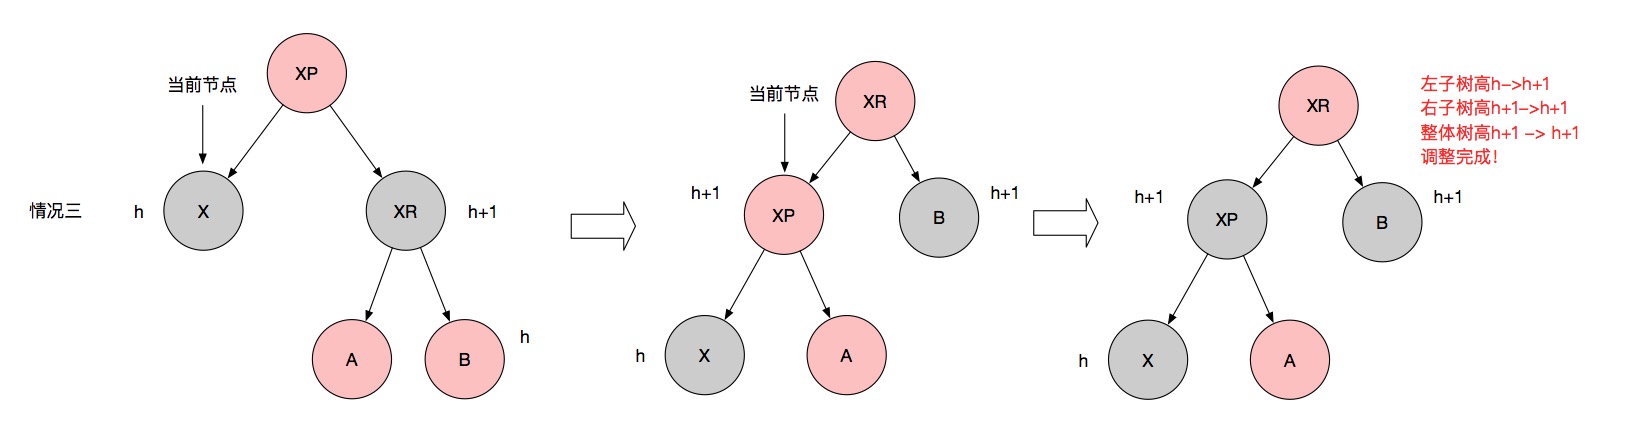 情况三
当前节点
XP
h
X
XR
h+1
A
B
h
当前节点
XR
h+1
XP
B
h+1
h
X
A
XR
h+1
XP
B
h+1
h
X
A
左子树高h->h+1
右子树高h+1->h+1
整体树高h+1 -> h+1
调整完成!